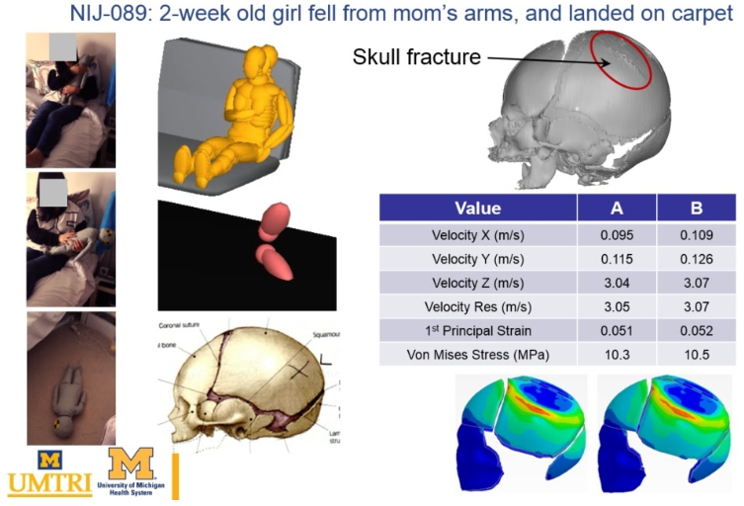 NIJ-089: 2-week old girl fell from mom's arms, and landed on carpet
Skull fracture
Value A B
Velocity X (m/s) 0.095 0.109
Velocity Y (m/s) 0.115 0.126
Velocity Z (m/s) 3.04 3.07
Velocity Res (m/s) 3.05 3.07
1st Principal Strain 0.051 0.052
Von Mises Stress (MPa) 10.3 10.5
Coronal suture
Squamou
l bone
L
Lam
M
UMTRI
M
University of Michigan
Health System